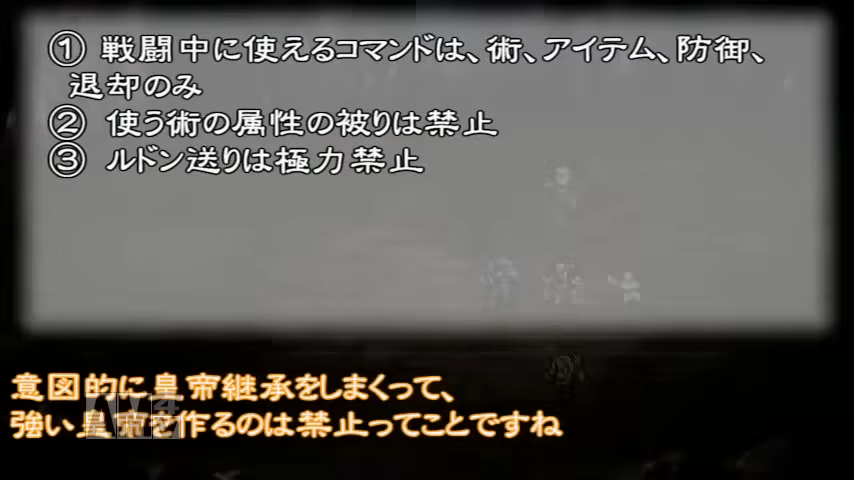 ① 戦闘中に使えるコマンドは、術、アイテム、防御、
退却のみ
② 使う術の属性の被りは禁止
③ ルドン送りは極力禁止
意図的に皇帝継承をしまくって、
強い皇帝を作るのは禁止ってことですね